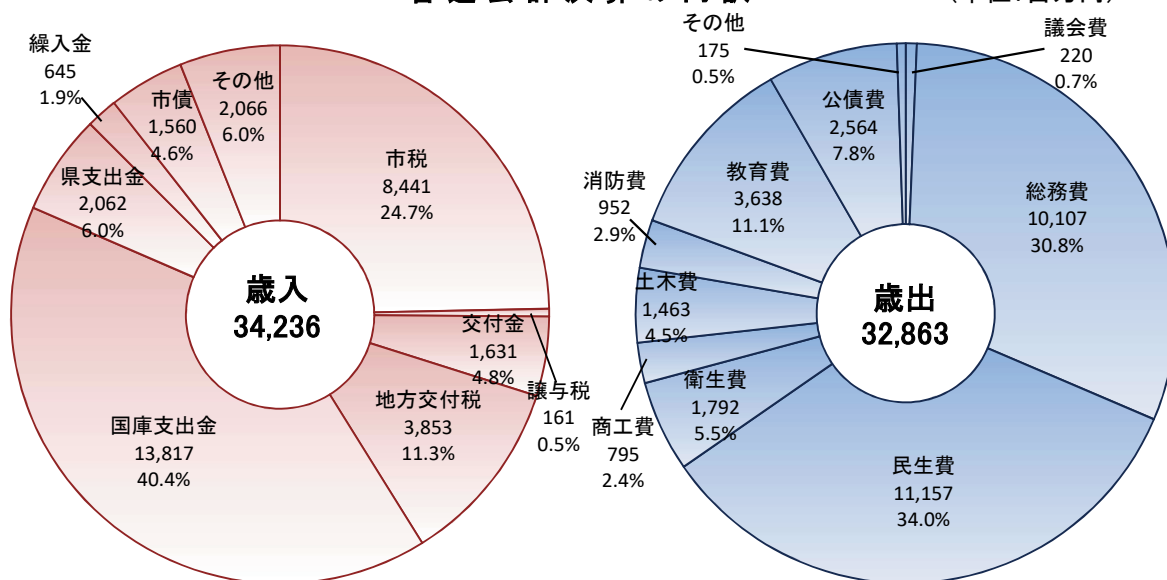 繰入金
645
1.9%
市債
1,560
4.6%
その他
2,066
6.0%
県支出金
2,062
6.0%
市税
8,441
24.7%
歳入
34,236
交付金
1,631
4.8%
譲与税
161
0.5%
地方交付税
3,853
11.3%
国庫支出金
13,817
40.4%
その他
175
0.5%
議会費
220
0.7%
公債費
2,564
7.8%
教育費
3,638
11.1%
消防費
952
2.9%
総務費
10,107
30.8%
土木費
1,463
4.5%
歳出
32,863
衛生費
1,792
5.5%
商工費
795
2.4%
民生費
11,157
34.0%